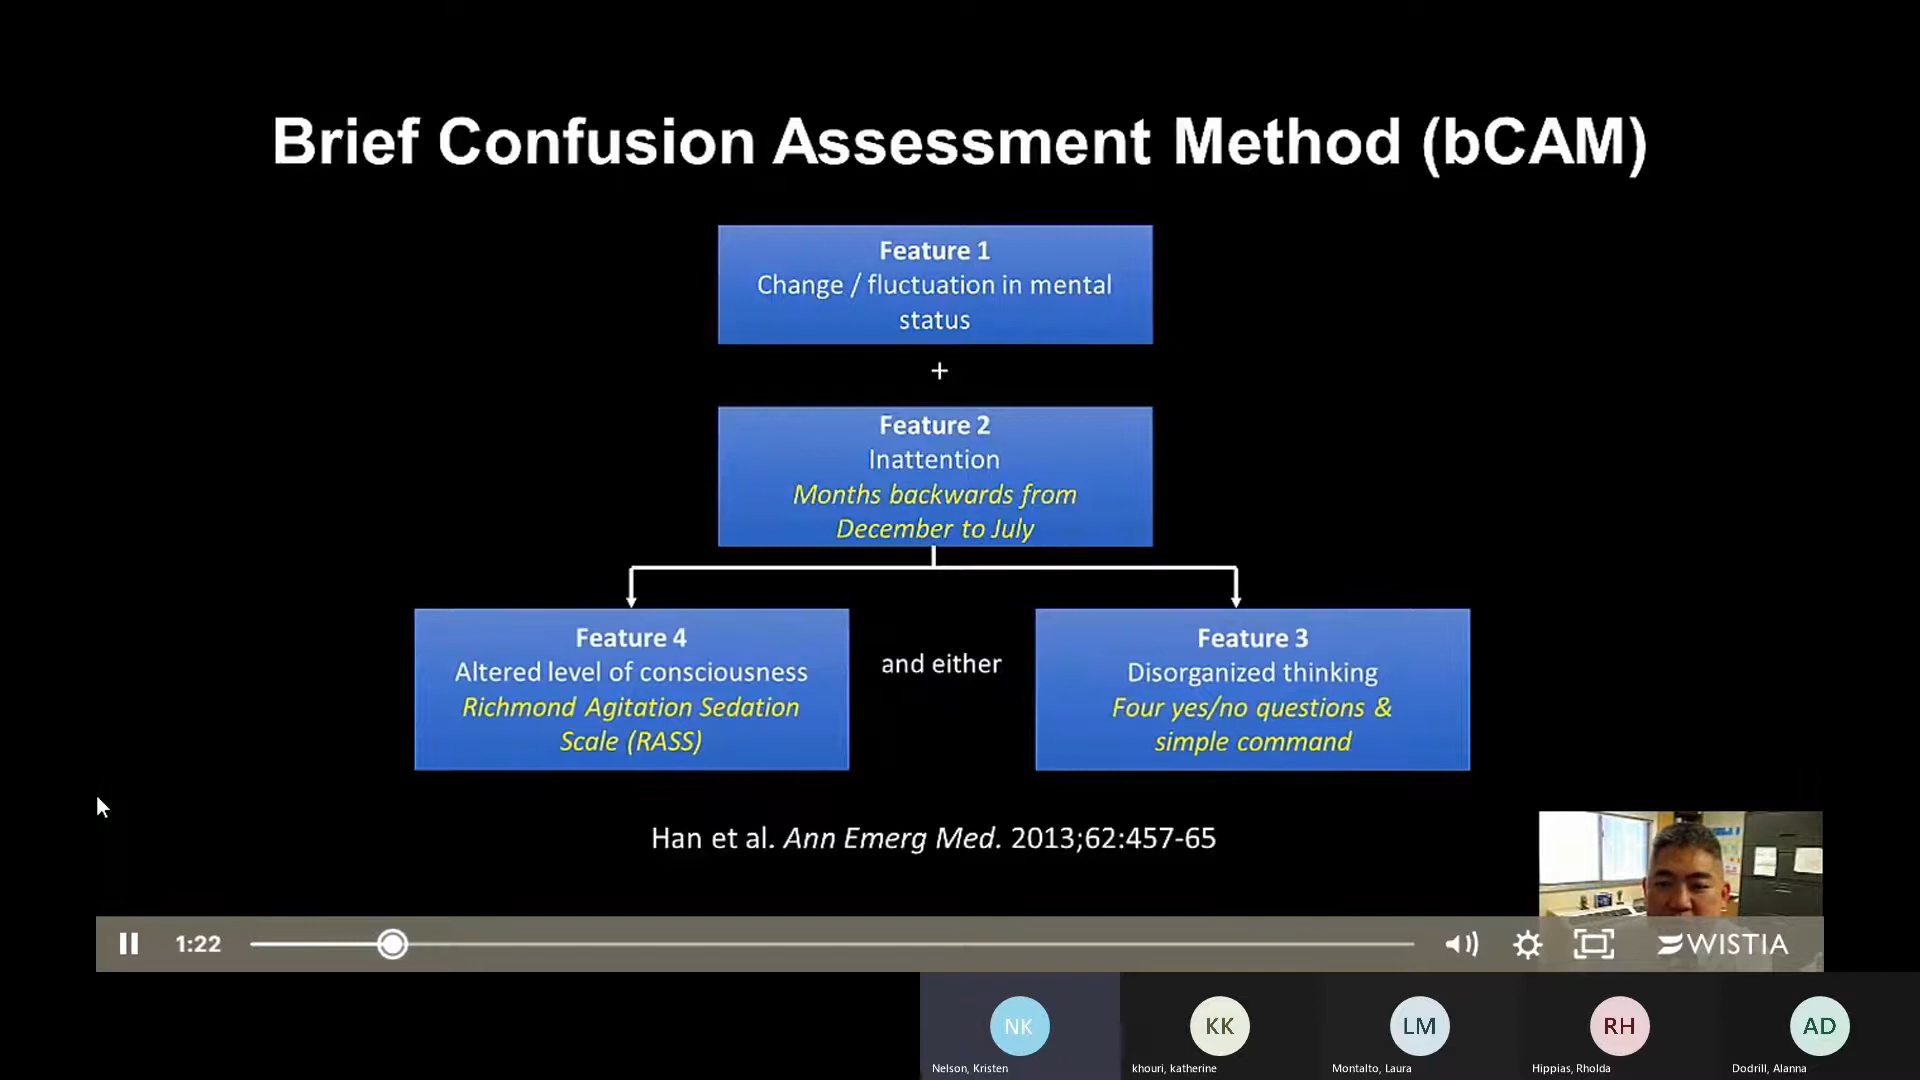 Brief Confusion Assessment Method (bCAM)
Feature 1
Change / fluctuation in mental
status
+
Feature 2
Inattention
Months backwards from
December to July
Feature 4
Altered level of consciousness
Richmond Agitation Sedation
Scale (RASS)
and either
Feature 3
Disorganized thinking
Four yes/no questions &
simple command
Han et al. Ann Emerg Med. 2013;62:457-65
1:22
WISTIA
NK
KK
LM
RH
AD
Nelson, Kristen
khouri, katherine
Montalto, Laura
Hippias, Rholda
Dodrill, Alanna